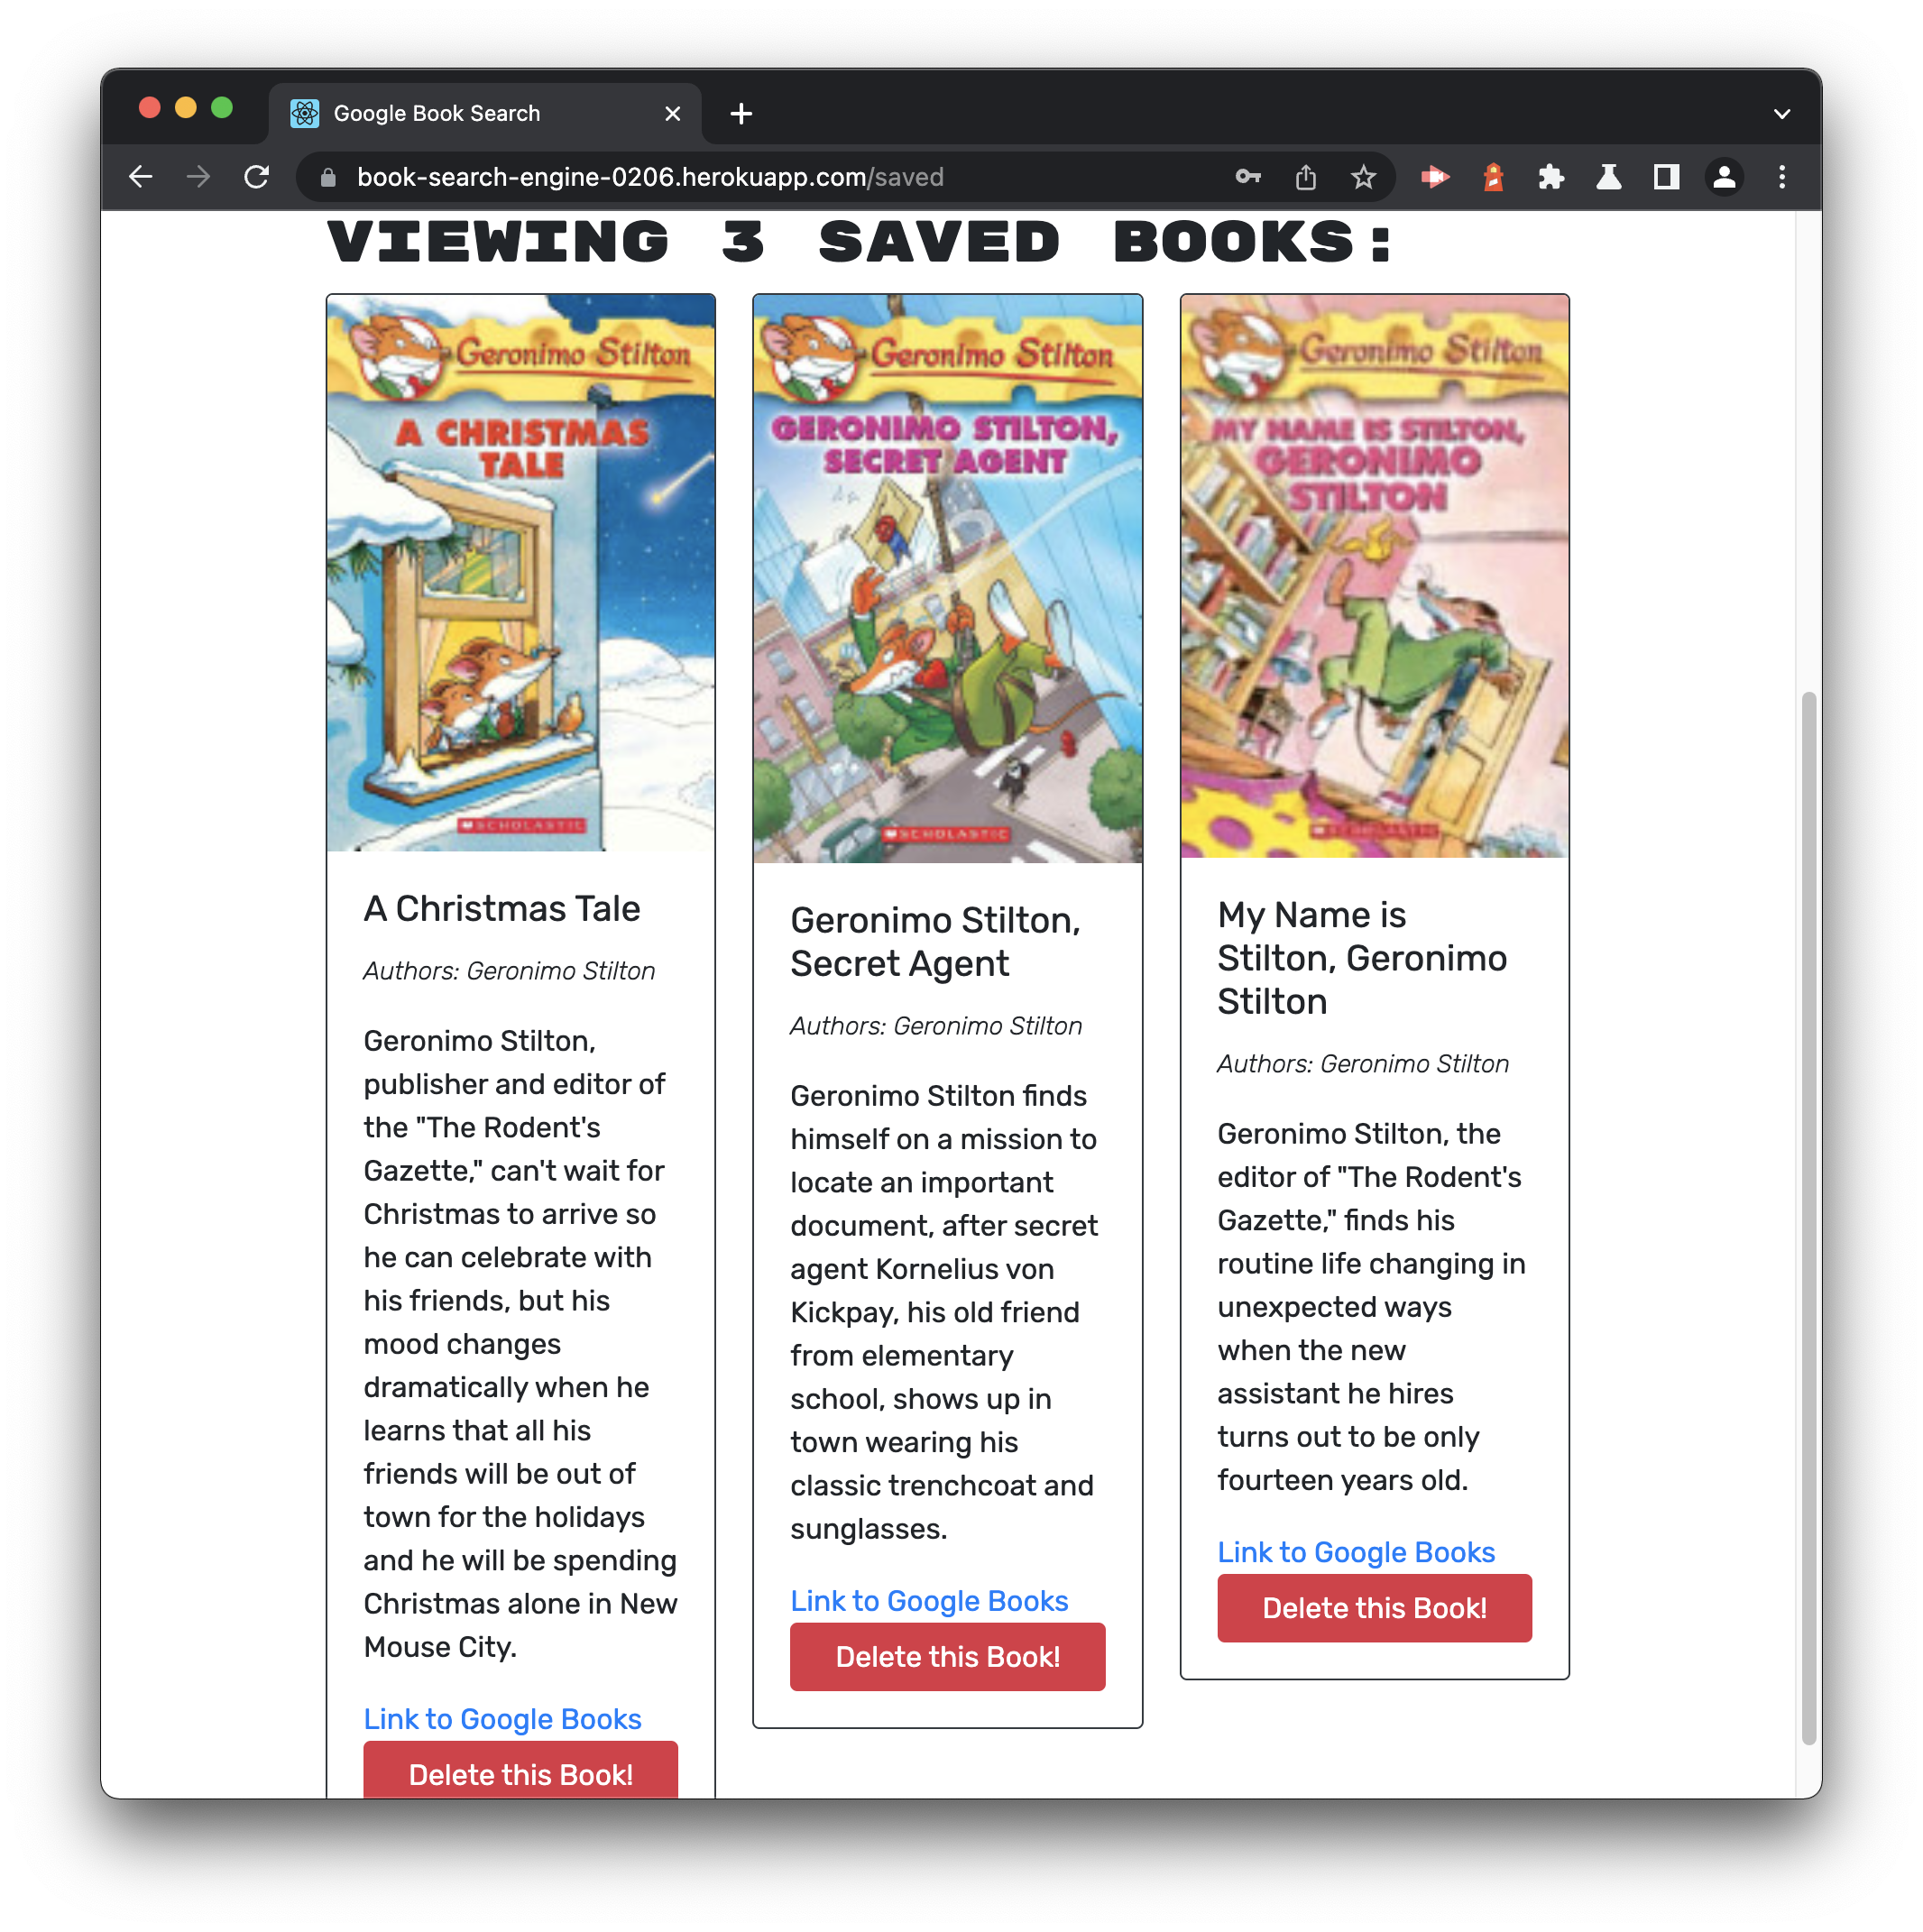 Google Book Search
book-search-engine-0206.herokuapp.com/saved
VIEWING 3 SAVED BOOKS:
Geronimo Stilton
A CHRISTMAS
TALE
SCHOLASTIC
A Christmas Tale
Authors: Geronimo Stilton
Geronimo Stilton,
publisher and editor of
the "The Rodent's
Gazette," can't wait for
Christmas to arrive so
he can celebrate with
his friends, but his
mood changes
dramatically when he
learns that all his
friends will be out of
town for the holidays
and he will be spending
Christmas alone in New
Mouse City.
Link to Google Books
Delete this Book!
Geronimo Stilton
GERONIMO STILTON,
SECRET AGENT
SCHOLASTIC
Geronimo Stilton,
Secret Agent
Authors: Geronimo Stilton
Geronimo Stilton finds
himself on a mission to
locate an important
document, after secret
agent Kornelius von
Kickpay, his old friend
from elementary
school, shows up in
town wearing his
classic trenchcoat and
sunglasses.
Link to Google Books
Delete this Book!
Geronimo Stilton
MY NAME IS STILTON,
GERONIMO
STILTON
SCHOLASTIC
My Name is
Stilton, Geronimo
Stilton
Authors: Geronimo Stilton
Geronimo Stilton, the
editor of "The Rodent's
Gazette," finds his
routine life changing in
unexpected ways
when the new
assistant he hires
turns out to be only
fourteen years old.
Link to Google Books
Delete this Book!